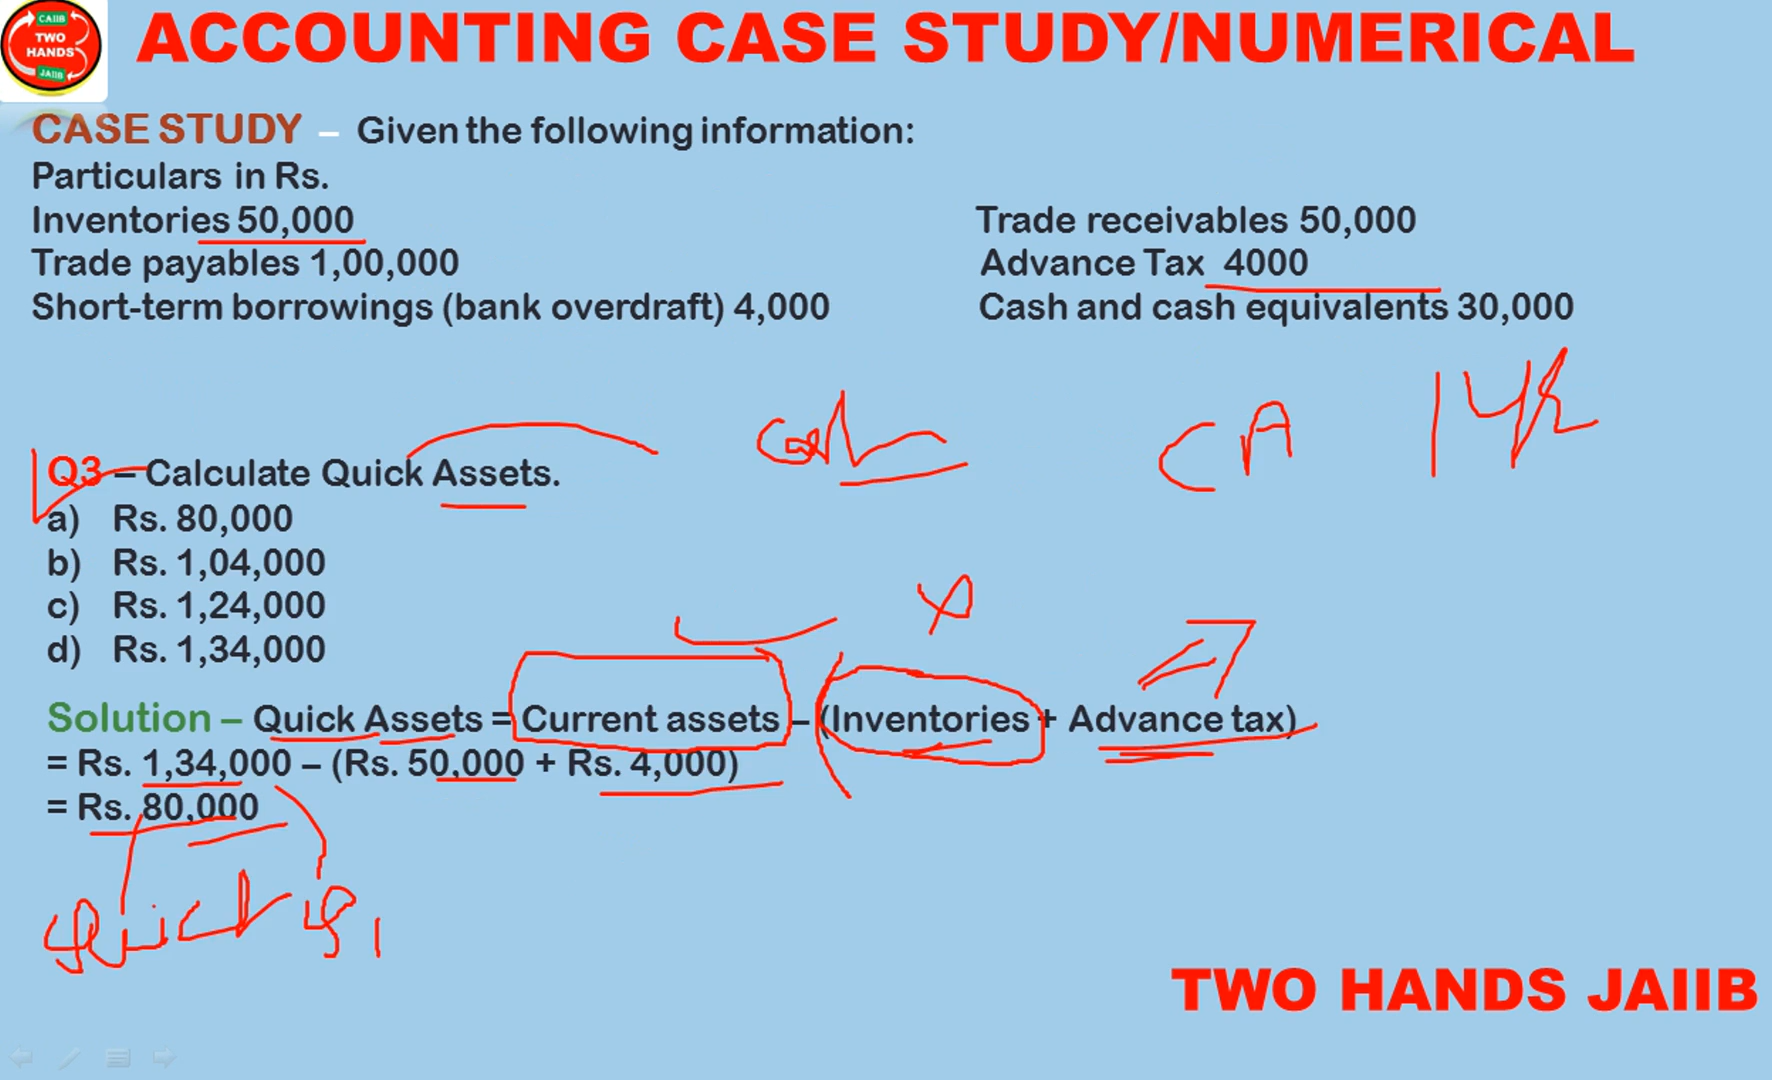 CAIIB
TWO
HANDS
JAIIB
ACCOUNTING CASE STUDY/NUMERICAL
CASE STUDY – Given the following information:
Particulars in Rs.
Inventories 50,000 Trade receivables 50,000
Trade payables 1,00,000 Advance Tax 4000
Short-term borrowings (bank overdraft) 4,000 Cash and cash equivalents 30,000
CA
Q3 – Calculate Quick Assets.
a) Rs. 80,000
b) Rs. 1,04,000
c) Rs. 1,24,000
d) Rs. 1,34,000
Solution – Quick Assets = Current assets – (Inventories + Advance tax)
= Rs. 1,34,000 – (Rs. 50,000 + Rs. 4,000)
= Rs. 80,000
Quick
TWO HANDS JAIIB